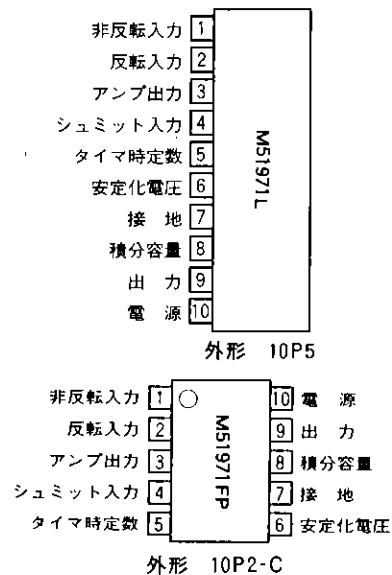 非反転入力 1
反転入力 2
アンプ出力 3
シュミット入力 4
タイマ時定数 5
安定化電圧 6
接 地 7
積分容量 8
出 力 9
電 源 10
M51971L
外形 10P5
非反転入力 1 10 電 源
反転入力 2 9 出 力
アンプ出力 3 8 積分容量
シュミット入力 4 7 接 地
タイマ時定数 5 6 安定化電圧
M51971FP
外形 10P2-C